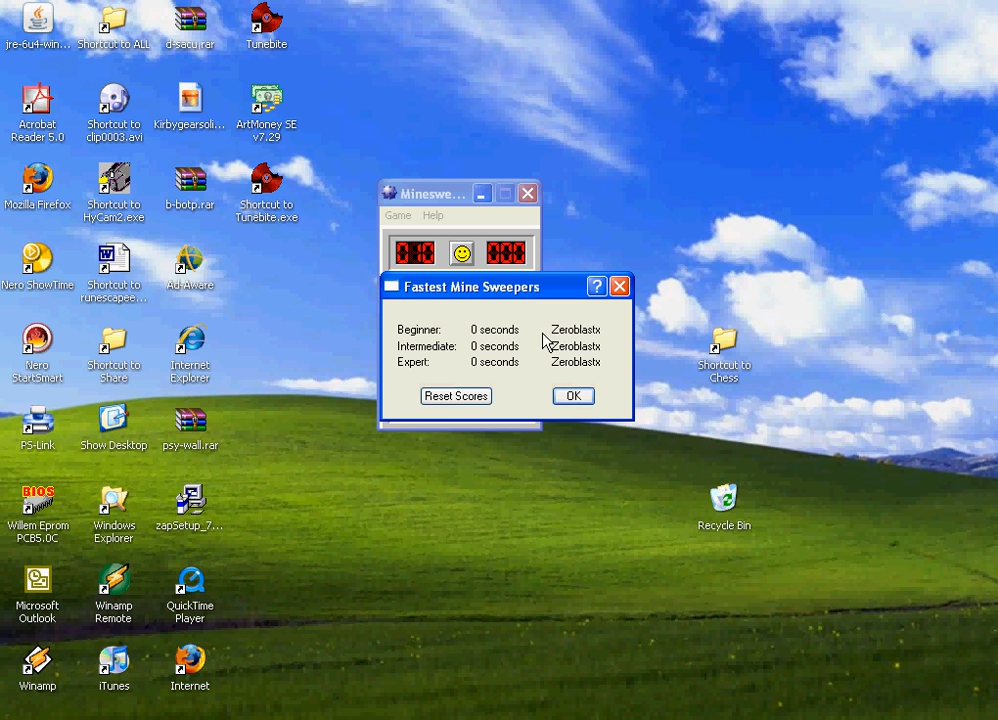 jre-6u4-win...
Shortcut to ALL
d-sacu.rar
Tunebite
Acrobat
Reader 5.0
Shortcut to
clip0003.avi
Kirbygearsoli...
ArtMoney SE
v7.29
Mozilla Firefox
Shortcut to
HyCam2.exe
b-botp.rar
Shortcut to
Tunebite.exe
Nero ShowTime
Shortcut to
runescapee...
Ad-Aware
Nero
StartSmart
Shortcut to
Share
Internet
Explorer
PS-Link
Show Desktop
psy-wall.rar
BIOS
Willem Eprom
PCB5.0C
Windows
Explorer
zapSetup_7...
Microsoft
Outlook
Winamp
Remote
QuickTime
Player
Winamp
iTunes
Internet
Mineswe...
Game Help
010 000
Fastest Mine Sweepers
Beginner: 0 seconds Zeroblastx
Intermediate: 0 seconds Zeroblastx
Expert: 0 seconds Zeroblastx
Reset Scores OK
Shortcut to
Chess
Recycle Bin